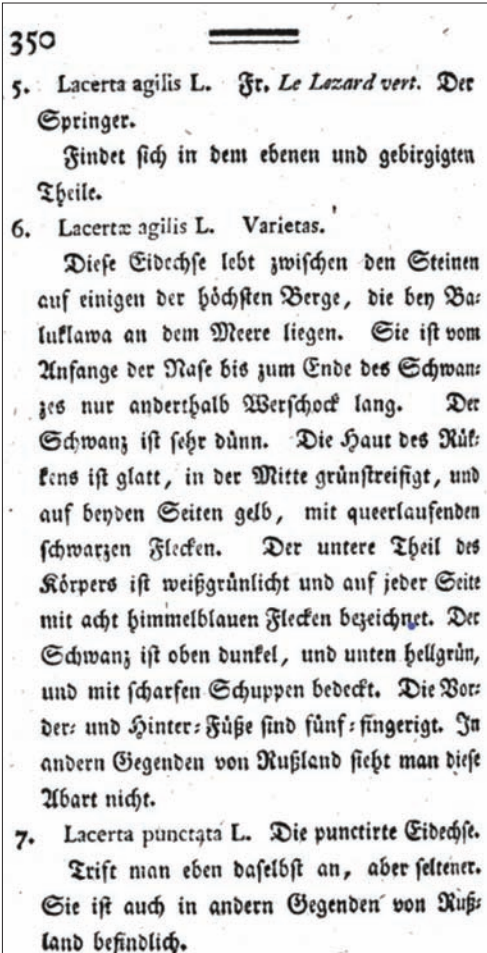 350
5. Lacerta agilis L. Fr. Le Lezard vert. Der
Springer.
Findet sich in dem ebenen und gebirgigten
Theile.
6. Lacertæ agilis L. Varietas.
Diese Eidechse lebt zwischen den Steinen
auf einigen der höchsten Berge, die bey Ba:
luklawa an dem Meere liegen. Sie ist vom
Anfange der Nase bis zum Ende des Schwan:
zes nur anderthalb Werschock lang. Der
Schwanz ist sehr dünn. Die Haut des Rük:
kens ist glatt, in der Mitte grünstreifigt, und
auf beyden Seiten gelb, mit queerlaufenden
schwarzen Flecken. Der untere Theil des
Körpers ist weißgrünlicht und auf jeder Seite
mit acht himmelblauen Flecken bezeichnet. Der
Schwanz ist oben dunkel, und unten hellgrün,
und mit scharfen Schuppen bedeckt. Die Vor:
der: und Hinter: Füße sind fünf: fingerigt. In
andern Gegenden von Rußland sieht man diese
Abart nicht.
7. Lacerta punctata L. Die punctirte Eidechse.
Trift man eben daselbst an, aber seltener.
Sie ist auch in andern Gegenden von Ruß:
land befindlich.